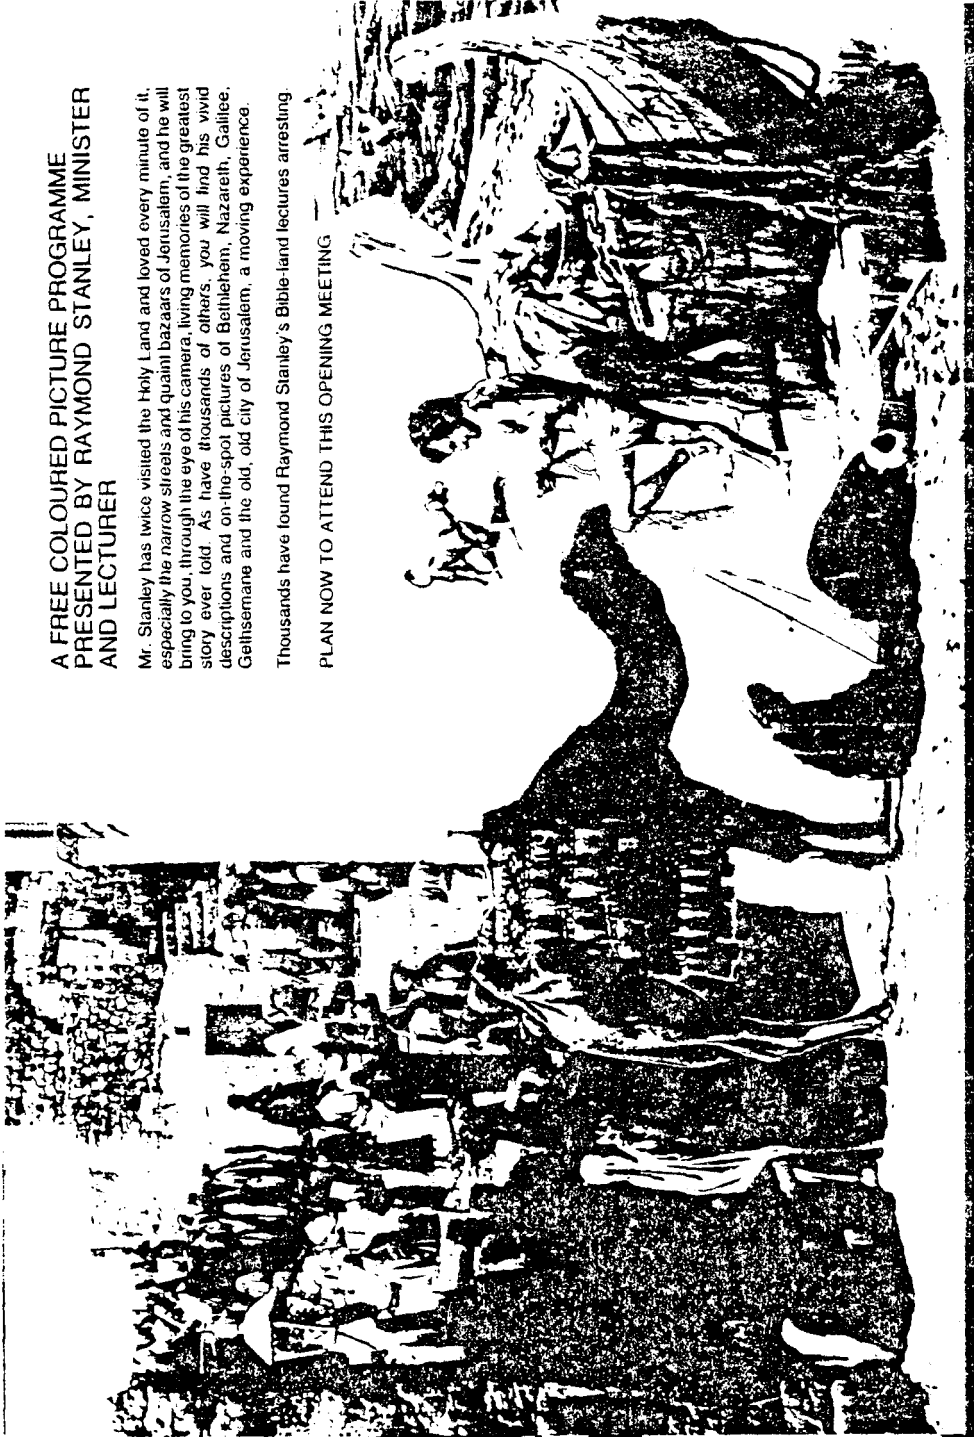 A FREE COLOURED PICTURE PROGRAMME
PRESENTED BY RAYMOND STANLEY, MINISTER
AND LECTURER
Mr. Stanley has twice visited the Holy Land and loved every minute of it,
especially the narrow streets and quaint bazaars of Jerusalem, and he will
bring to you, through the eye of his camera, living memories of the greatest
story ever told. As have thousands of others, you will find his vivid
descriptions and on-the-spot pictures of Bethlehem, Nazareth, Galilee,
Gethsemane and the old, old city of Jerusalem, a moving experience.
Thousands have found Raymond Stanley's Bible-land lectures arresting.
PLAN NOW TO ATTEND THIS OPENING MEETING